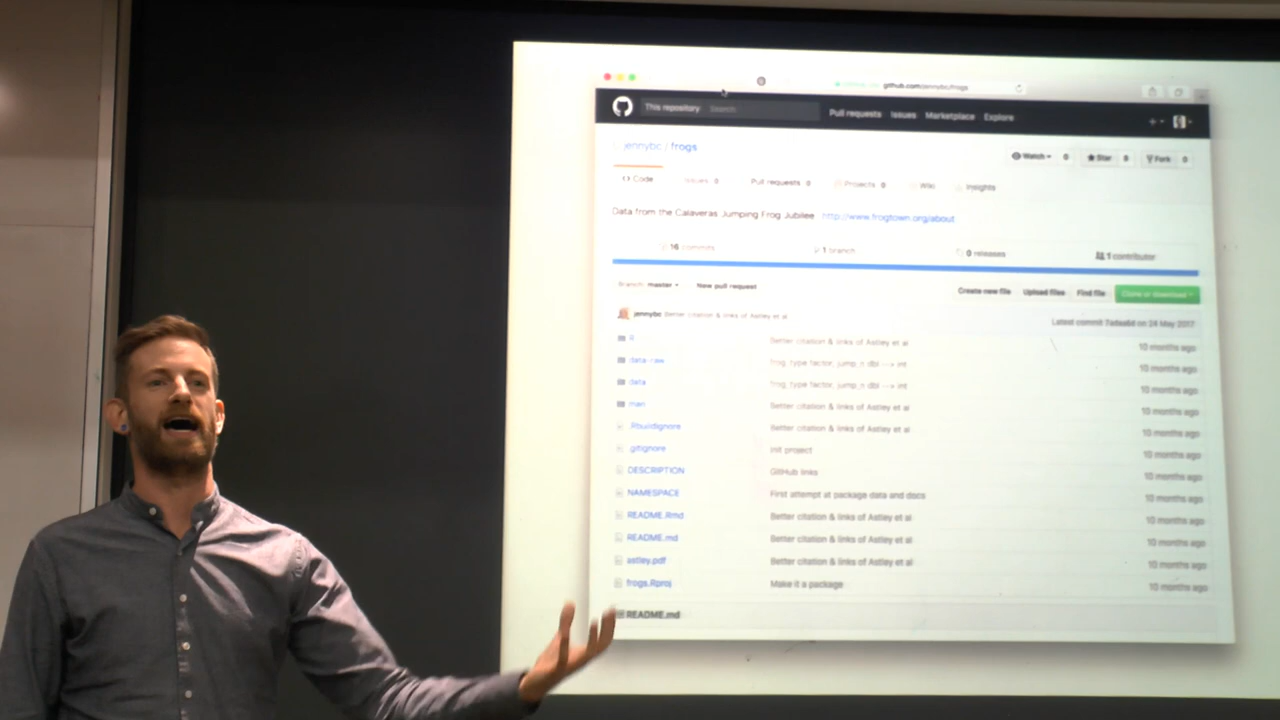 github.com/jennybc/frogs
This repository Search Pull requests Issues Marketplace Explore
jennybc / frogs Watch 0 Star 8 Fork 0
Code Issues 0 Pull requests 0 Projects 0 Wiki Insights
Data from the Calaveras Jumping Frog Jubilee http://www.frogtown.org/about
16 commits 1 branch 0 releases 1 contributor
Branch: master New pull request Create new file Upload files Find file Clone or download
jennybc Better citation & links of Astley et al Latest commit on 24 May 2017
R Better citation & links of Astley et al 10 months ago
data-raw frog_type factor, jump_n dbl --> int 10 months ago
data frog_type factor, jump_n dbl --> int 10 months ago
man Better citation & links of Astley et al 10 months ago
.Rbuildignore Better citation & links of Astley et al 10 months ago
.gitignore Init project 10 months ago
DESCRIPTION GitHub links 10 months ago
NAMESPACE First attempt at package data and docs 10 months ago
README.Rmd Better citation & links of Astley et al 10 months ago
README.md Better citation & links of Astley et al 10 months ago
astley.pdf Better citation & links of Astley et al 10 months ago
frogs.Rproj Make it a package 10 months ago
README.md